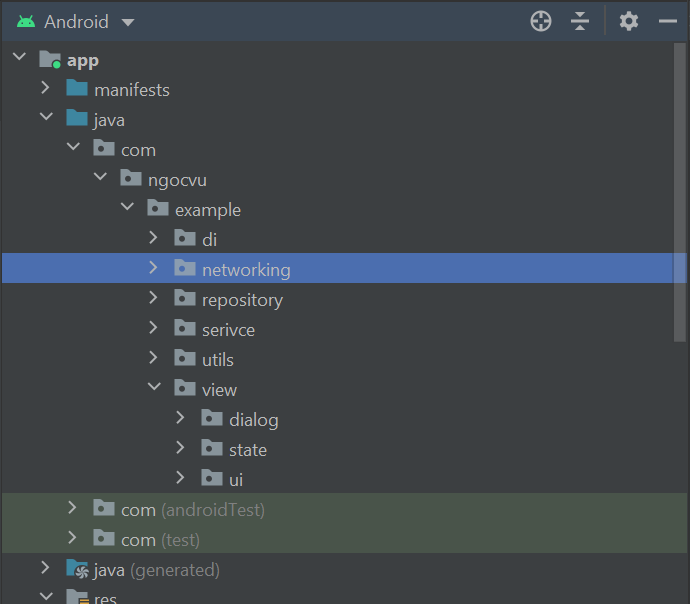 Android
app
manifests
java
com
ngocvu
example
di
networking
repository
serivce
utils
view
dialog
state
ui
com (androidTest)
com (test)
java (generated)
res